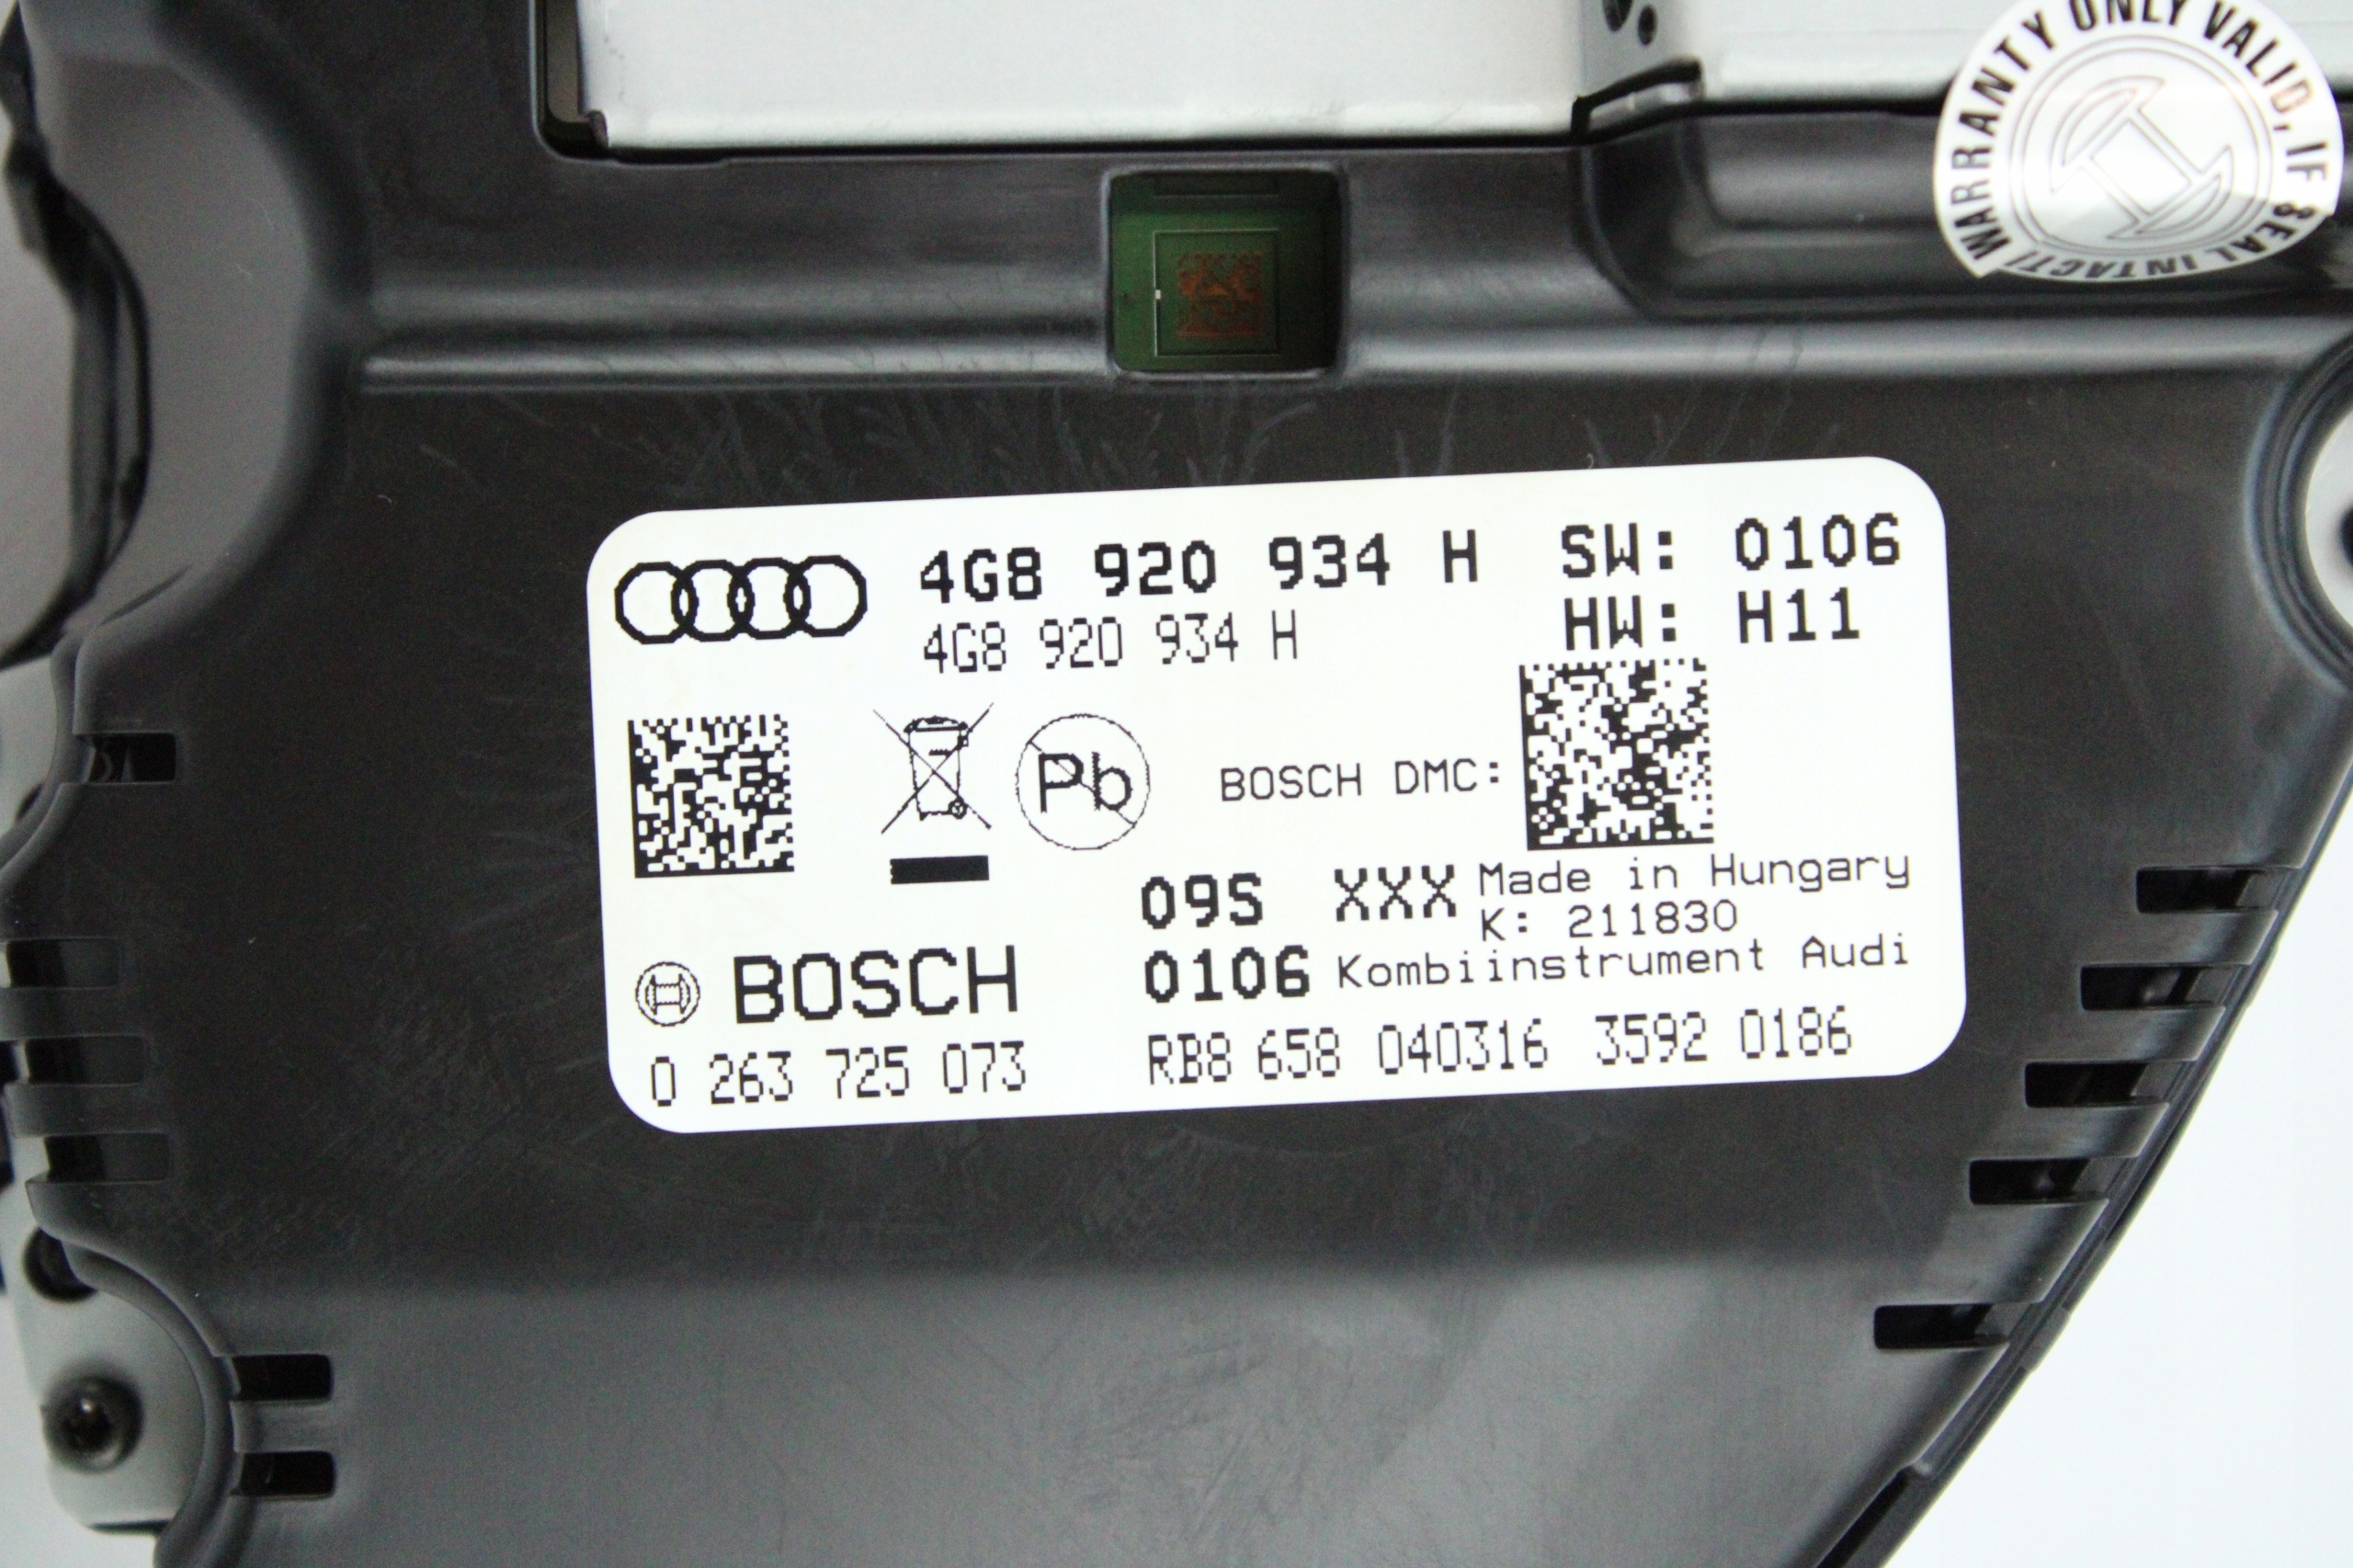 WARRANTY ONLY VALID, IF SEAL INTACT!
4G8 920 934 H SW: 0106
4G8 920 934 H HW: H11
Pb
BOSCH DMC:
09S XXX Made in Hungary
K: 211830
BOSCH 0106 Kombiinstrument Audi
0 263 725 073 RB8 658 040316 3592 0186